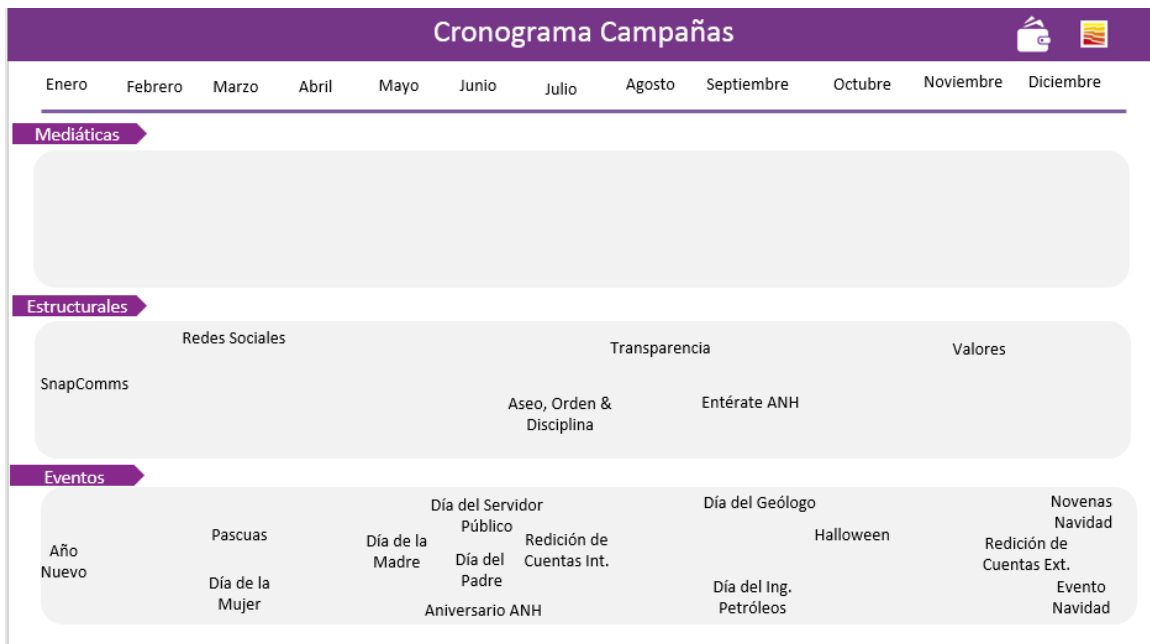 Cronograma Campañas
Enero Febrero Marzo Abril Mayo Junio Julio Agosto Septiembre Octubre Noviembre Diciembre
Mediáticas
Estructurales
Redes Sociales
Transparencia
Valores
SnapComms
Aseo, Orden &
Disciplina
Entérate ANH
Eventos
Año
Nuevo
Pascuas
Día de la
Mujer
Día de la
Madre
Día del Servidor
Público
Día del
Padre
Aniversario ANH
Redición de
Cuentas Int.
Día del Geólogo
Día del Ing.
Petróleos
Halloween
Novenas
Navidad
Redición de
Cuentas Ext.
Evento
Navidad